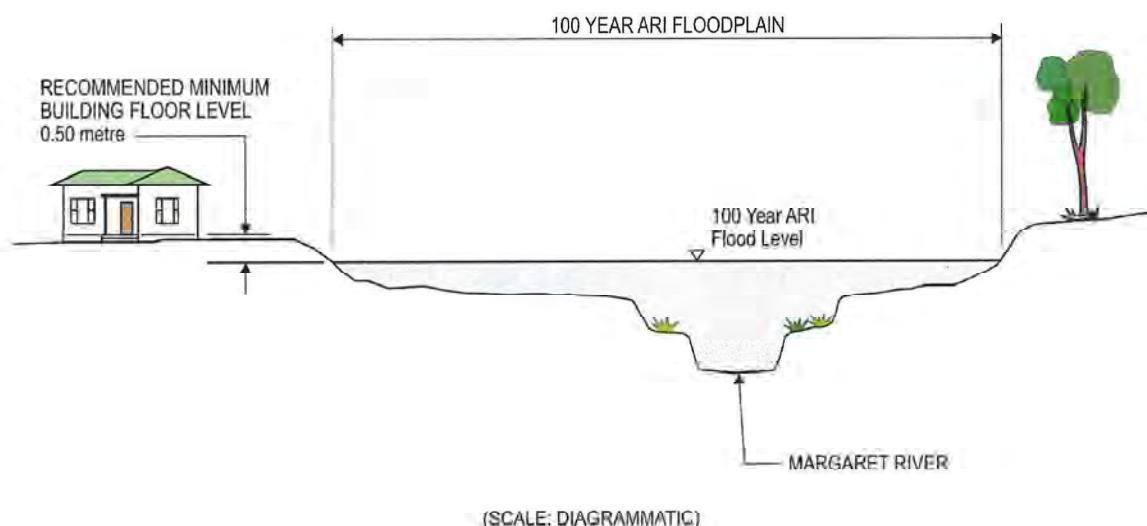 100 YEAR ARI FLOODPLAIN
RECOMMENDED MINIMUM
BUILDING FLOOR LEVEL
0.50 metre
100 Year ARI
Flood Level
MARGARET RIVER
(SCALE: DIAGRAMMATIC)